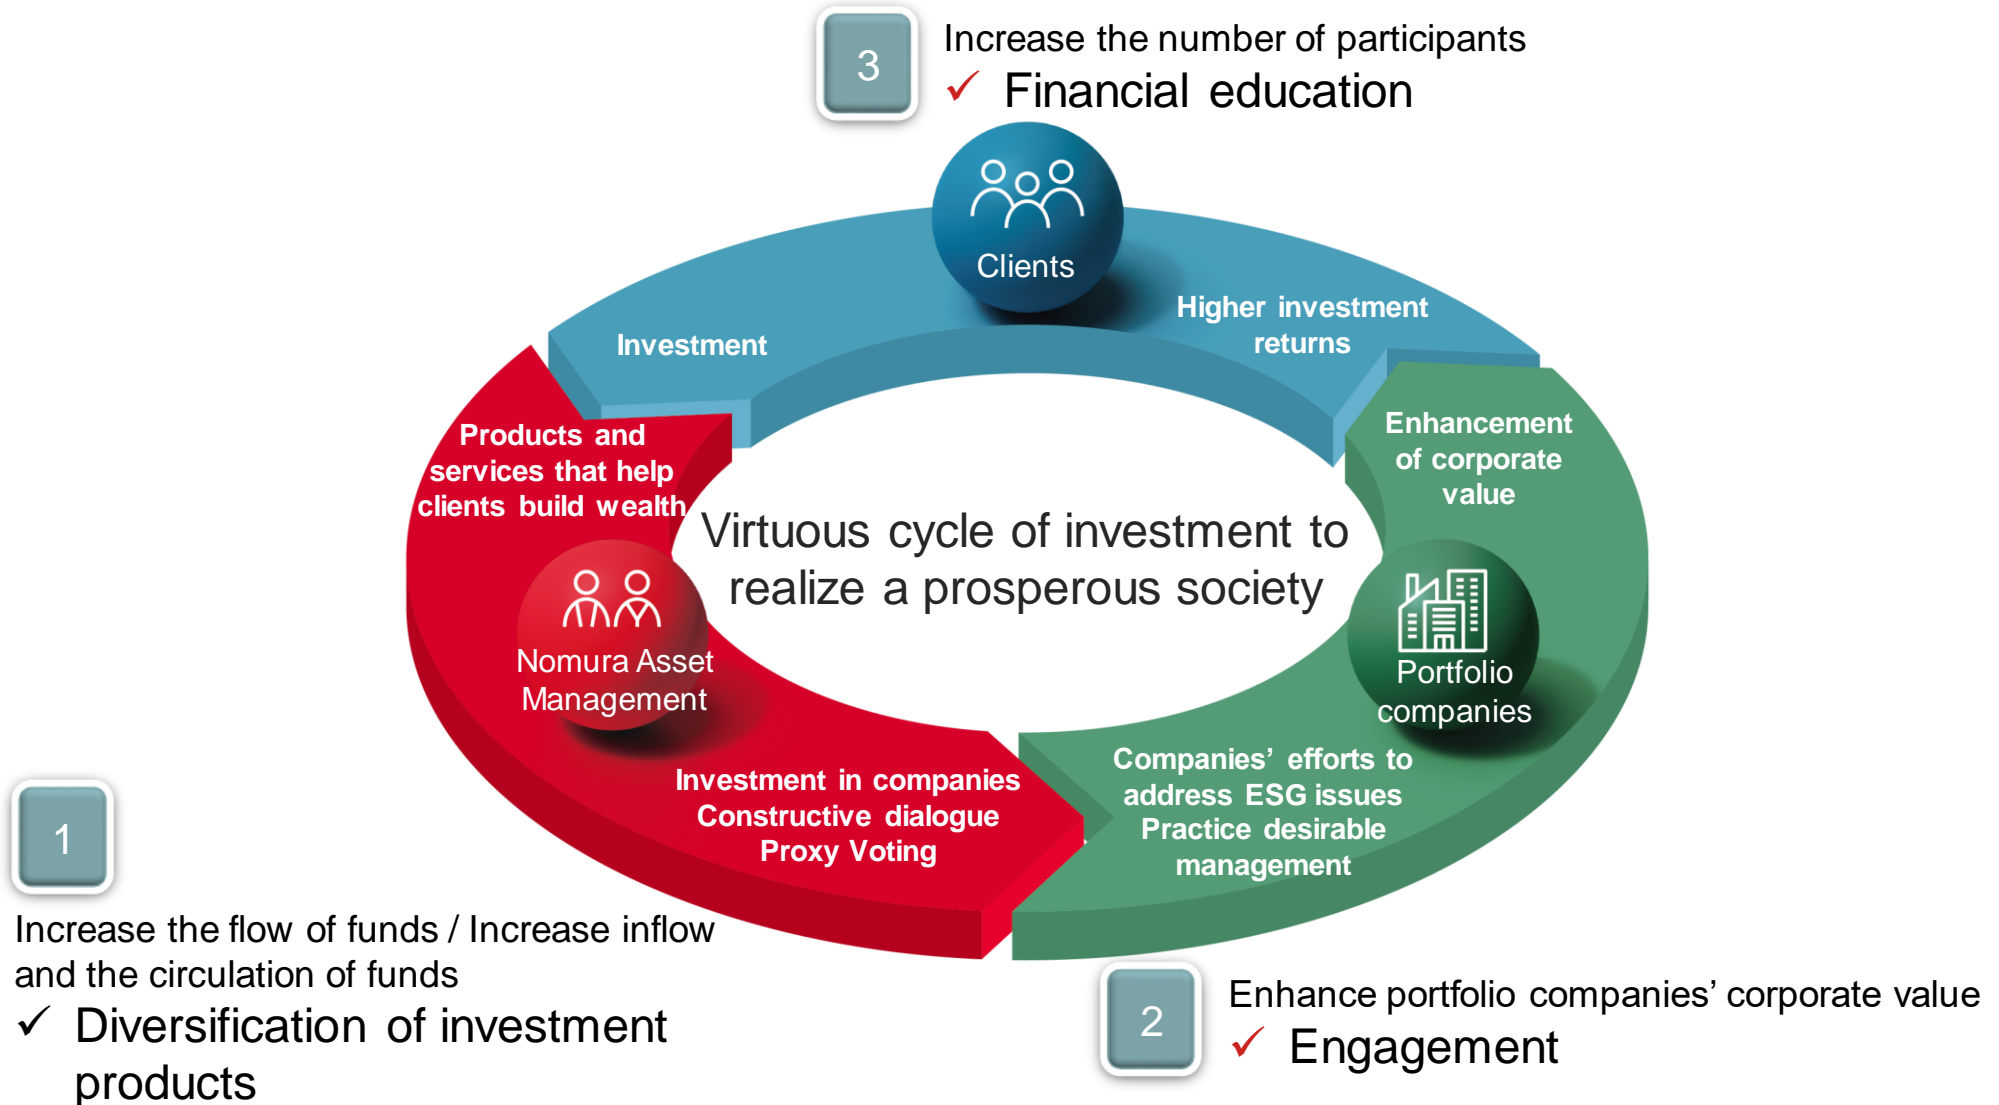 3
Increase the number of participants
✓ Financial education
Clients
Higher investment
returns
Investment
Enhancement
of corporate
value
Products and
services that help
clients build wealth
Virtuous cycle of investment to
realize a prosperous society
Nomura Asset
Management
Portfolio
companies
Companies’ efforts to
address ESG issues
Practice desirable
management
Investment in companies
Constructive dialogue
Proxy Voting
1
Increase the flow of funds / Increase inflow
and the circulation of funds
✓ Diversification of investment
products
2
Enhance portfolio companies’ corporate value
✓ Engagement